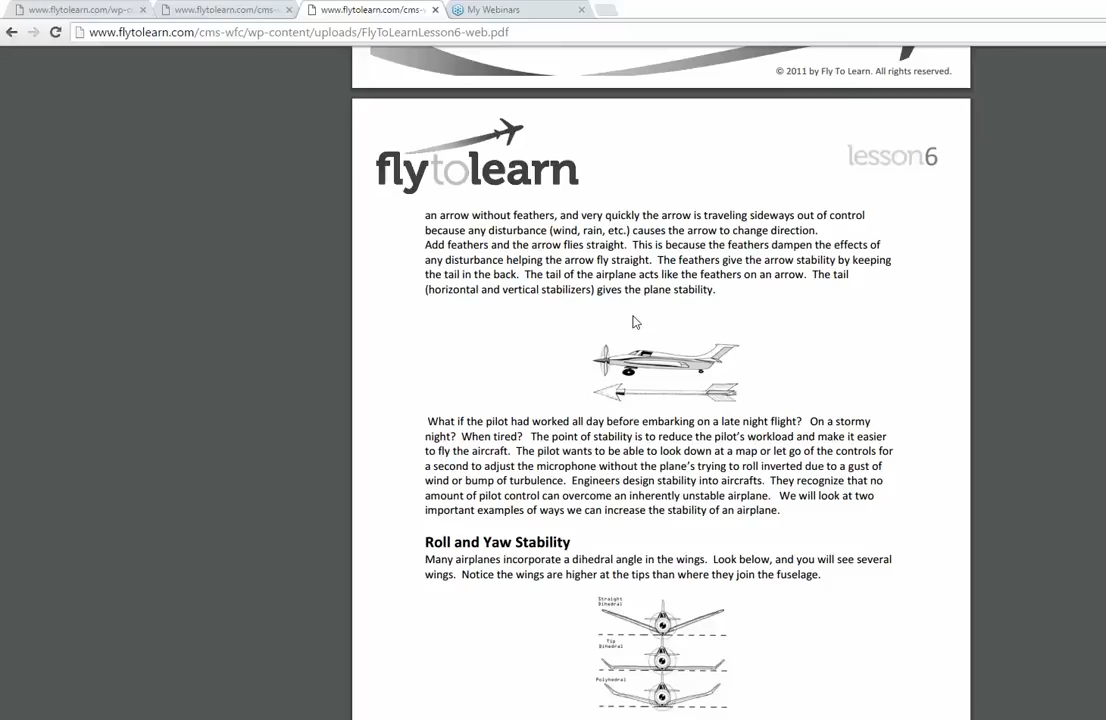 www.flytolearn.com/wp-c
www.flytolearn.com/cms-
www.flytolearn.com/cms-
My Webinars
www.flytolearn.com/cms-wfc/wp-content/uploads/FlyToLearnLesson6-web.pdf
© 2011 by Fly To Learn. All rights reserved.
flytolearn
lesson6
an arrow without feathers, and very quickly the arrow is traveling sideways out of control
because any disturbance (wind, rain, etc.) causes the arrow to change direction.
Add feathers and the arrow flies straight. This is because the feathers dampen the effects of
any disturbance helping the arrow fly straight. The feathers give the arrow stability by keeping
the tail in the back. The tail of the airplane acts like the feathers on an arrow. The tail
(horizontal and vertical stabilizers) gives the plane stability.
What if the pilot had worked all day before embarking on a late night flight? On a stormy
night? When tired? The point of stability is to reduce the pilot's workload and make it easier
to fly the aircraft. The pilot wants to be able to look down at a map or let go of the controls for
a second to adjust the microphone without the plane's trying to roll inverted due to a gust of
wind or bump of turbulence. Engineers design stability into aircrafts. They recognize that no
amount of pilot control can overcome an inherently unstable airplane. We will look at two
important examples of ways we can increase the stability of an airplane.
Roll and Yaw Stability
Many airplanes incorporate a dihedral angle in the wings. Look below, and you will see several
wings. Notice the wings are higher at the tips than where they join the fuselage.
Straight
Dihedral
Tip
Dihedral
Polyhedral